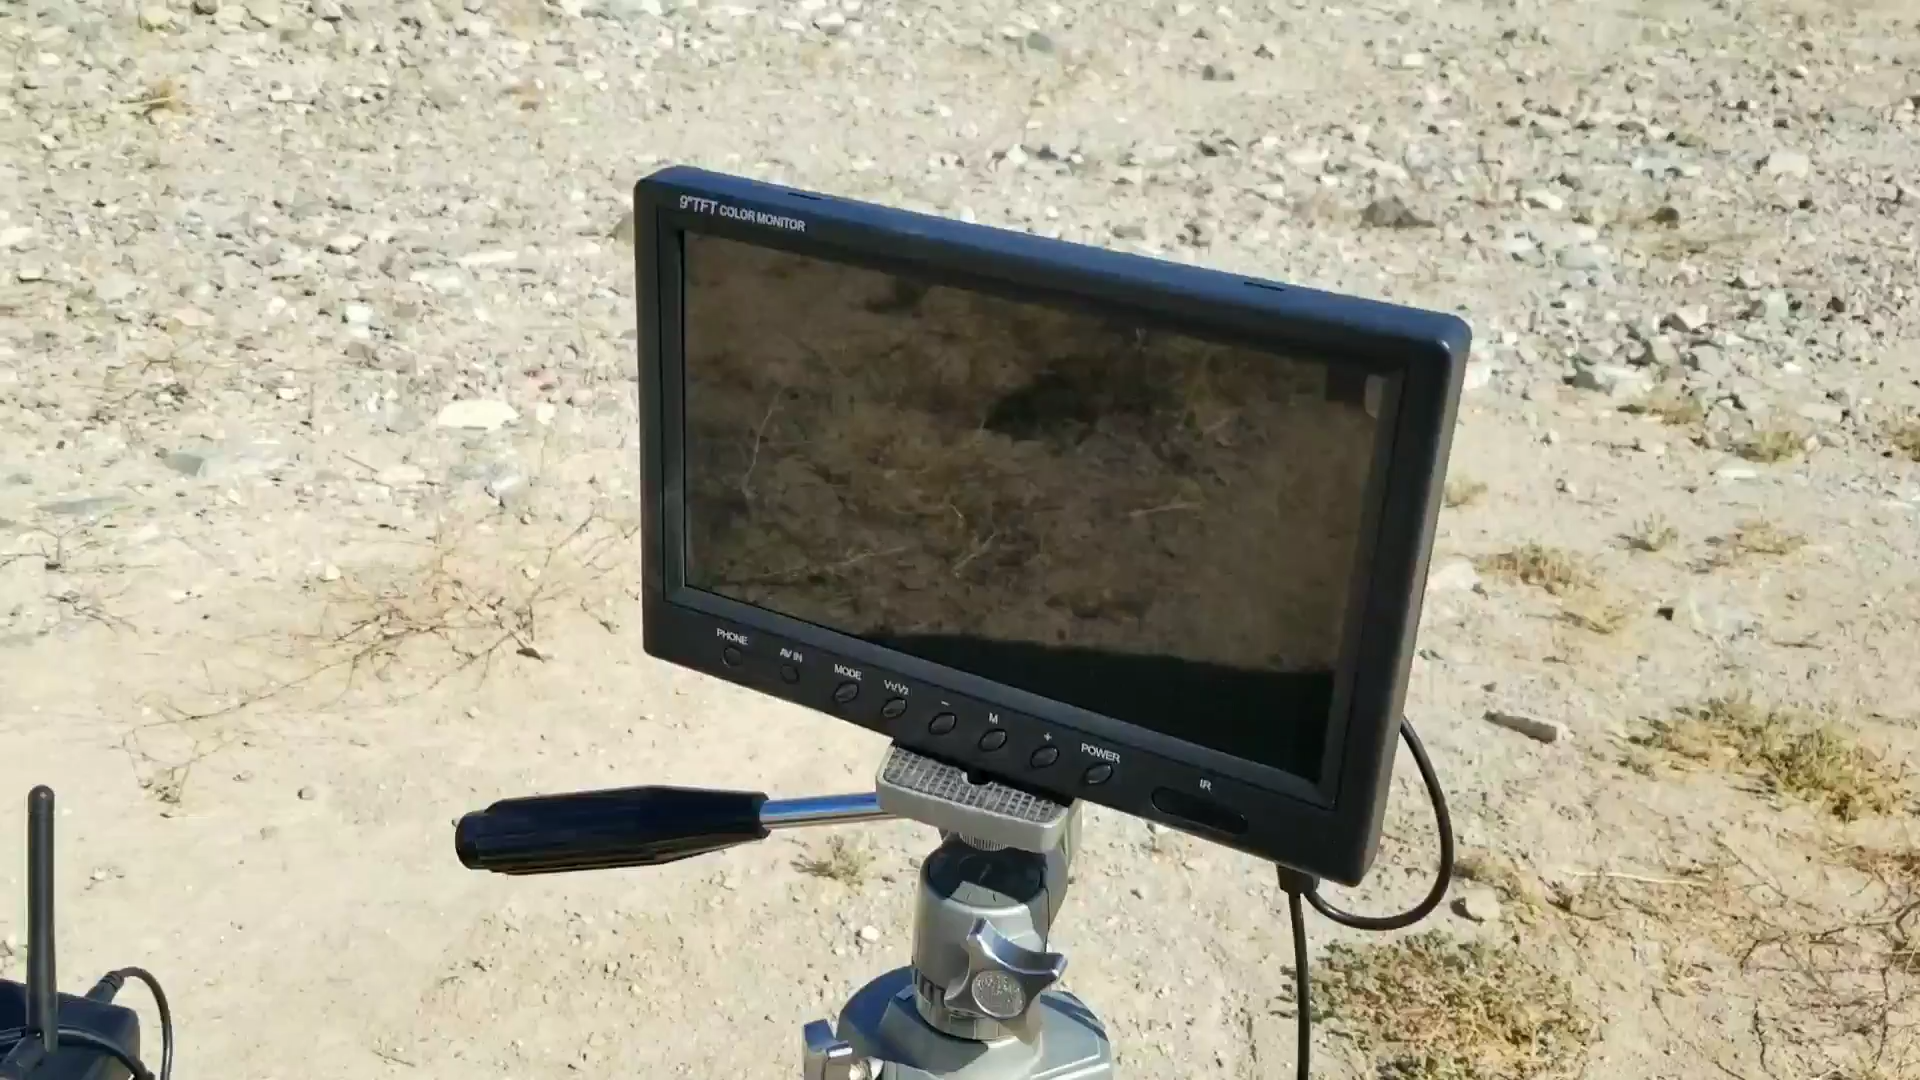 9"TFT COLOR MONITOR
PHONE
AV IN
MODE
V1/V2
-
M
+
POWER
IR